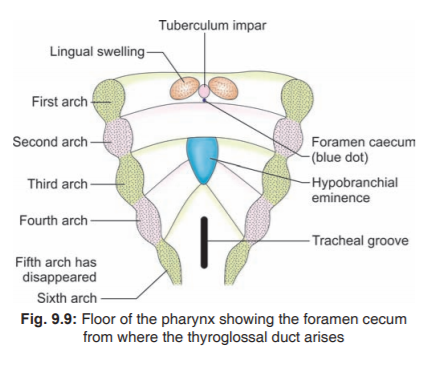 Tuberculum impar
Lingual swelling
First arch
Second arch
Foramen caecum
(blue dot)
Third arch
Hypobranchial
eminence
Fourth arch
Tracheal groove
Fifth arch has
disappeared
Sixth arch
Fig. 9.9: Floor of the pharynx showing the foramen cecum
from where the thyroglossal duct arises